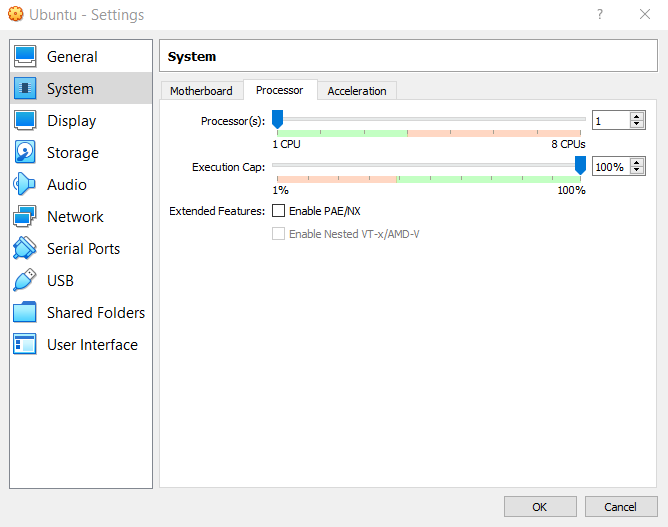 Ubuntu - Settings
?
General
System
Display
Storage
Audio
Network
Serial Ports
USB
Shared Folders
User Interface
System
Motherboard Processor Acceleration
Processor(s): 1
1 CPU 8 CPUs
Execution Cap: 100%
1% 100%
Extended Features: Enable PAE/NX
Enable Nested VT-x/AMD-V
OK Cancel